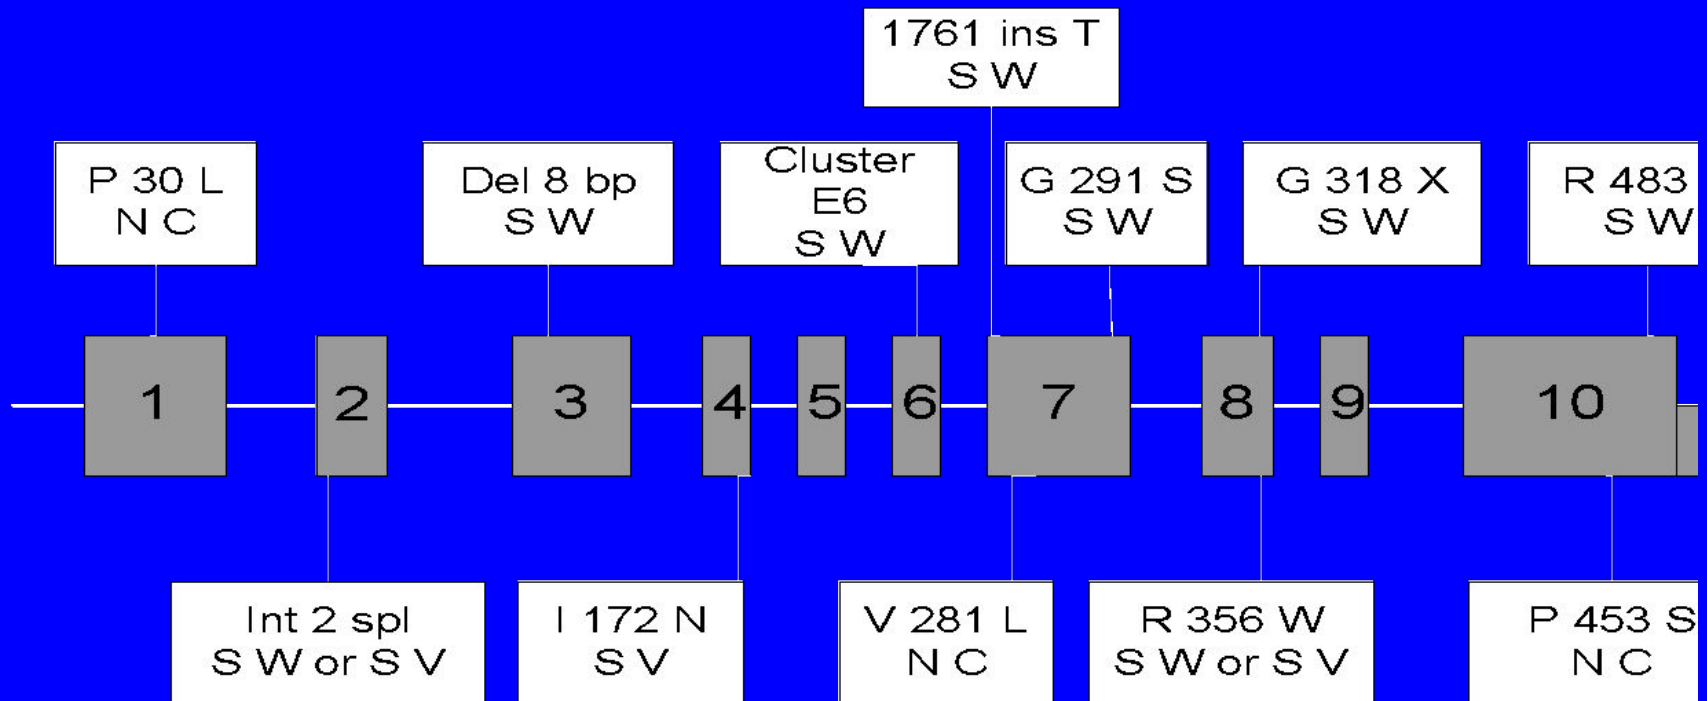 1761 ins T
S W
P 30 L
N C
Del 8 bp
S W
Cluster
E6
S W
G 291 S
S W
G 318 X
S W
R 483
S W
1 2 3 4 5 6 7 8 9 10
Int 2 spl
S W or S V
I 172 N
S V
V 281 L
N C
R 356 W
S W or S V
P 453 S
N C